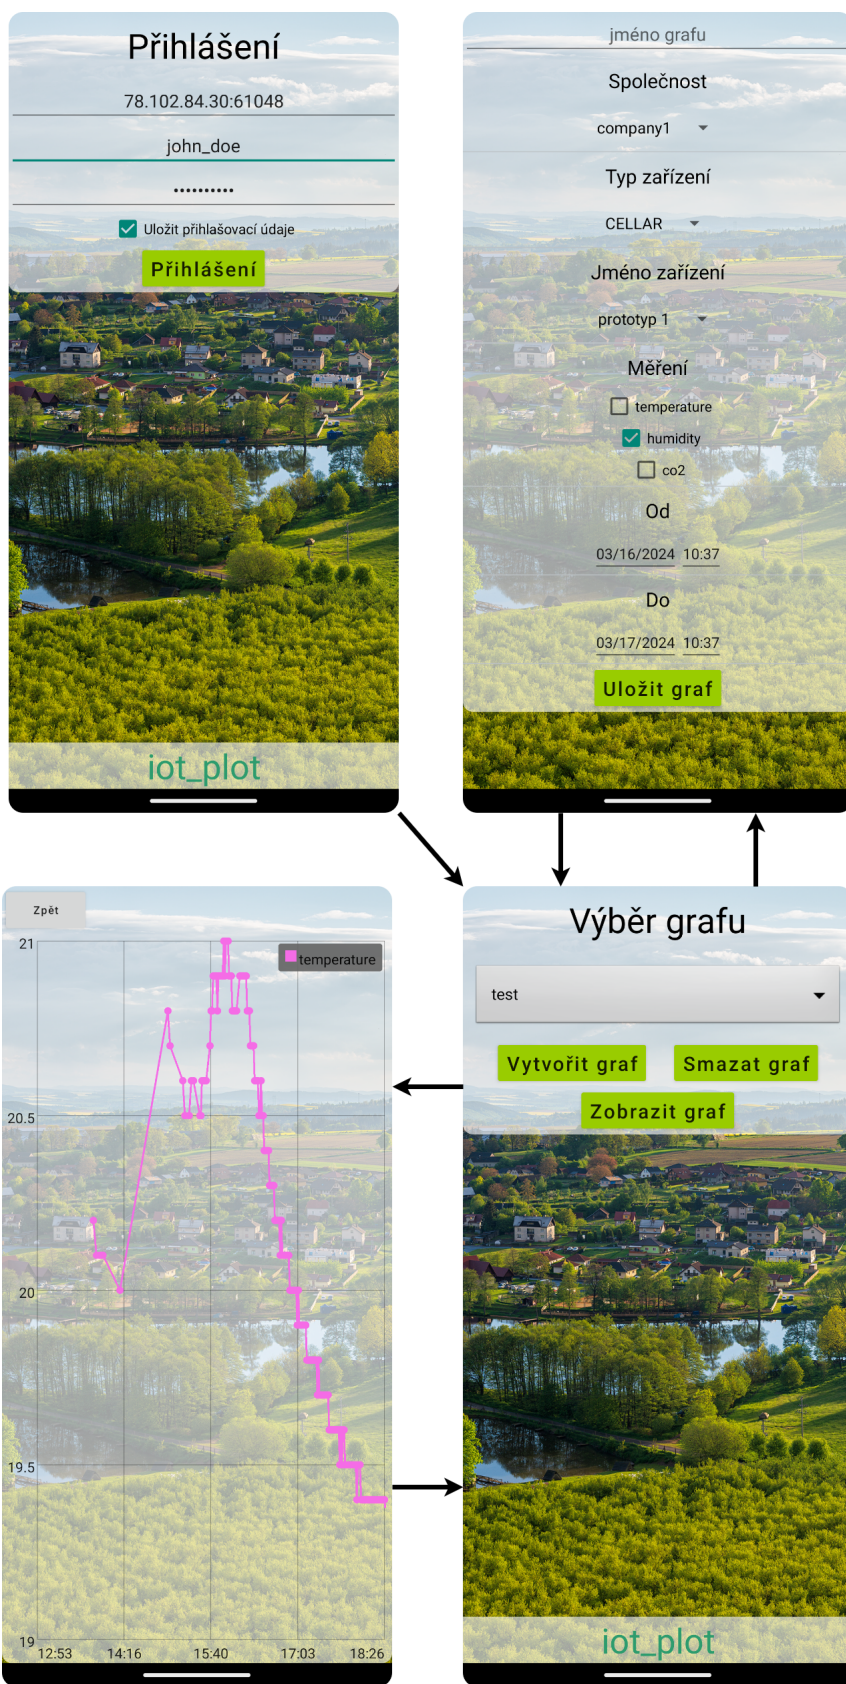 Přihlášení
78.102.84.30:61048
john_doe
••••••••••
Uložit přihlašovací údaje
Přihlášení
iot_plot
jméno grafu
Společnost
company1
Typ zařízení
CELLAR
Jméno zařízení
prototyp 1
Měření
temperature
humidity
co2
Od
03/16/2024 10:37
Do
03/17/2024 10:37
Uložit graf
Zpět
temperature
21
20.5
20
19.5
19
12:53 14:16 15:40 17:03 18:26
Výběr grafu
test
Vytvořit graf Smazat graf
Zobrazit graf
iot_plot